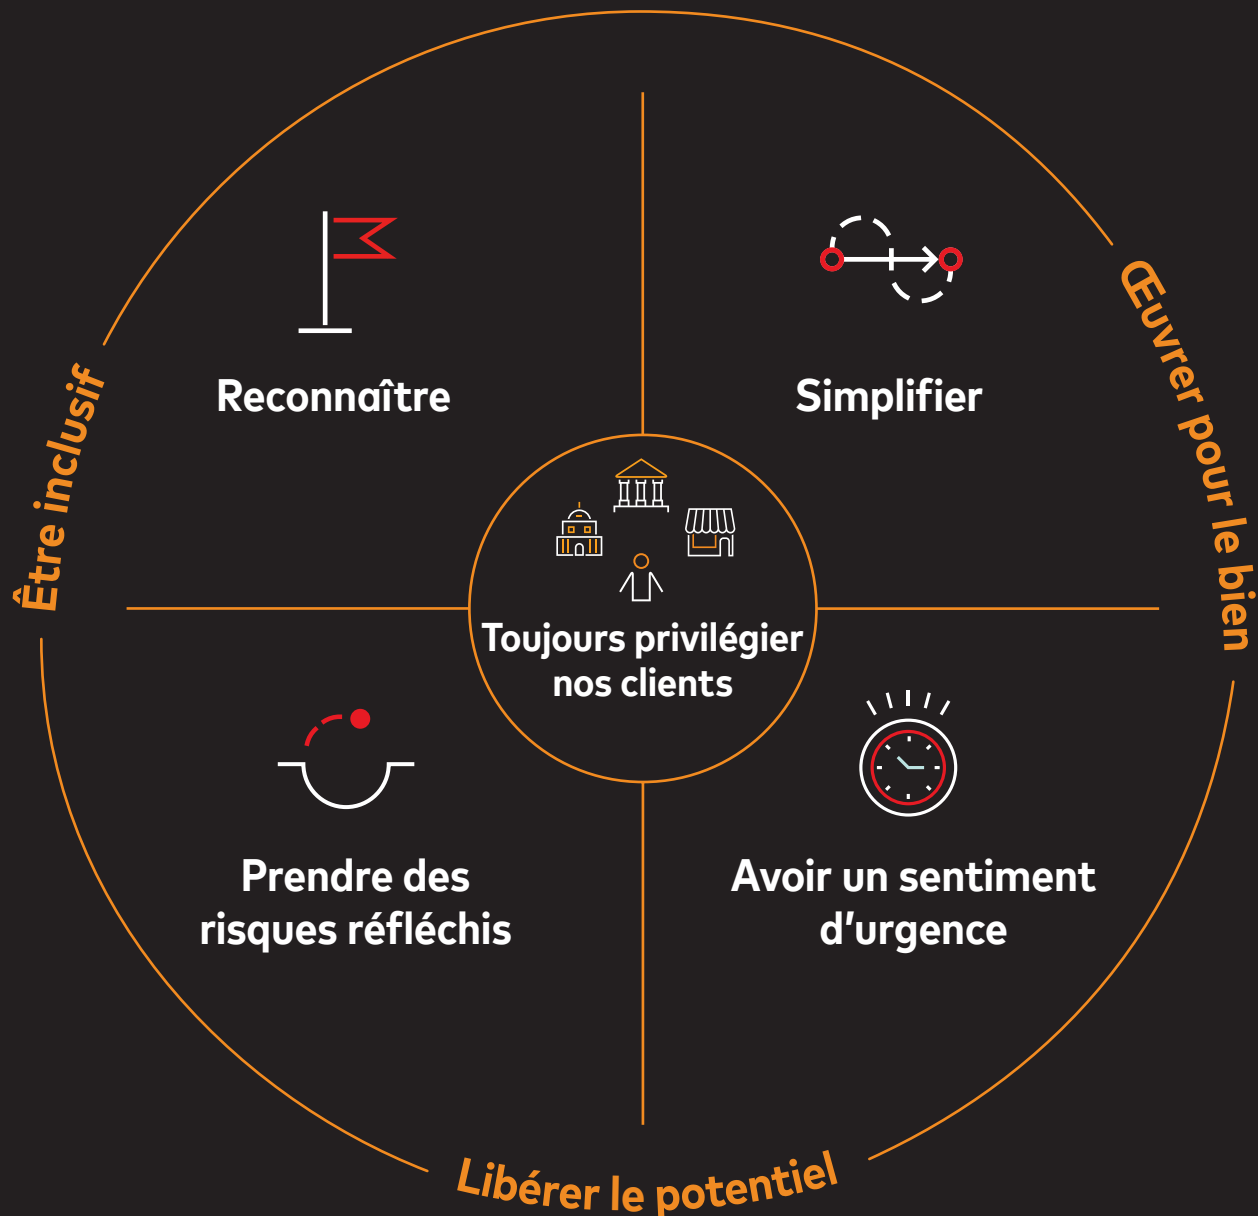 Reconnaître
Simplifier
Être inclusif
Œuvrer pour le bien
Toujours privilégier
nos clients
Prendre des
risques réfléchis
Avoir un sentiment
d'urgence
Libérer le potentiel